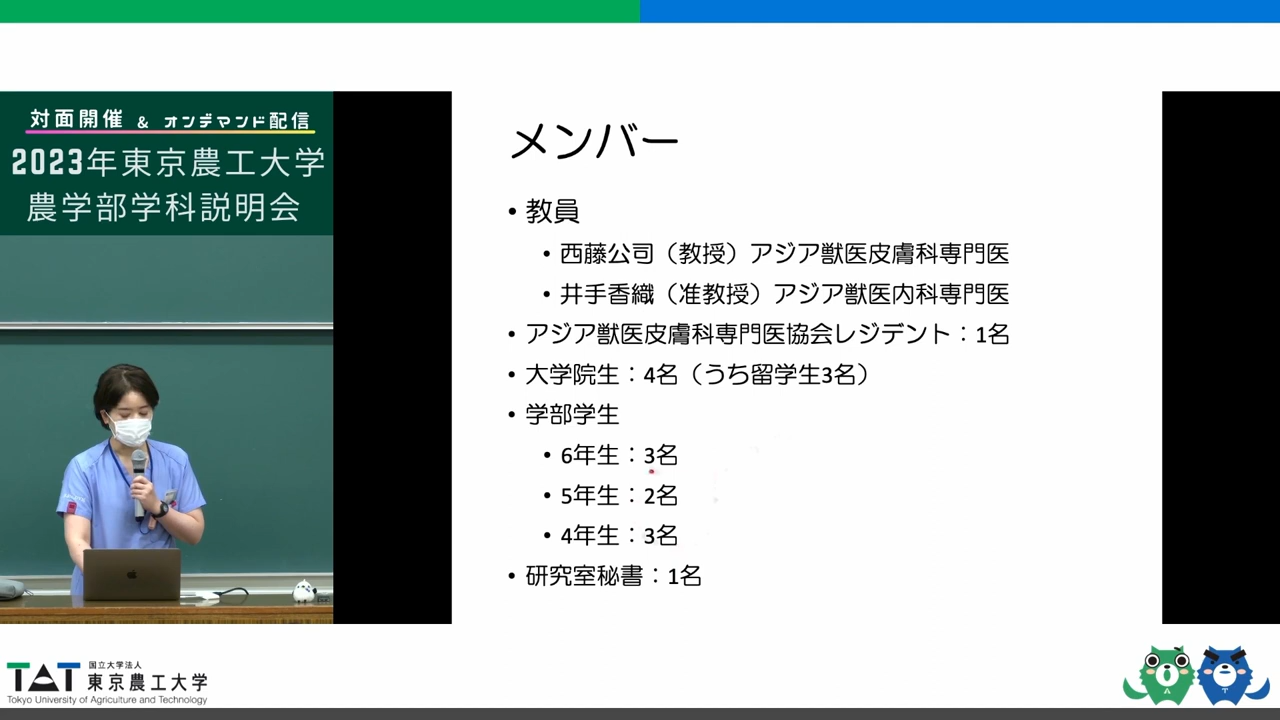 対面開催 & オンデマンド配信
2023年東京農工大学
農学部学科説明会
メンバー
• 教員
• 西藤公司（教授）アジア獣医皮膚科専門医
• 井手香織（准教授）アジア獣医内科専門医
• アジア獣医皮膚科専門医協会レジデント：1名
• 大学院生：4名（うち留学生3名）
• 学部学生
• 6年生：3名
• 5年生：2名
• 4年生：3名
• 研究室秘書：1名
TAT
国立大学法人
東京農工大学
Tokyo University of Agriculture and Technology
A
T